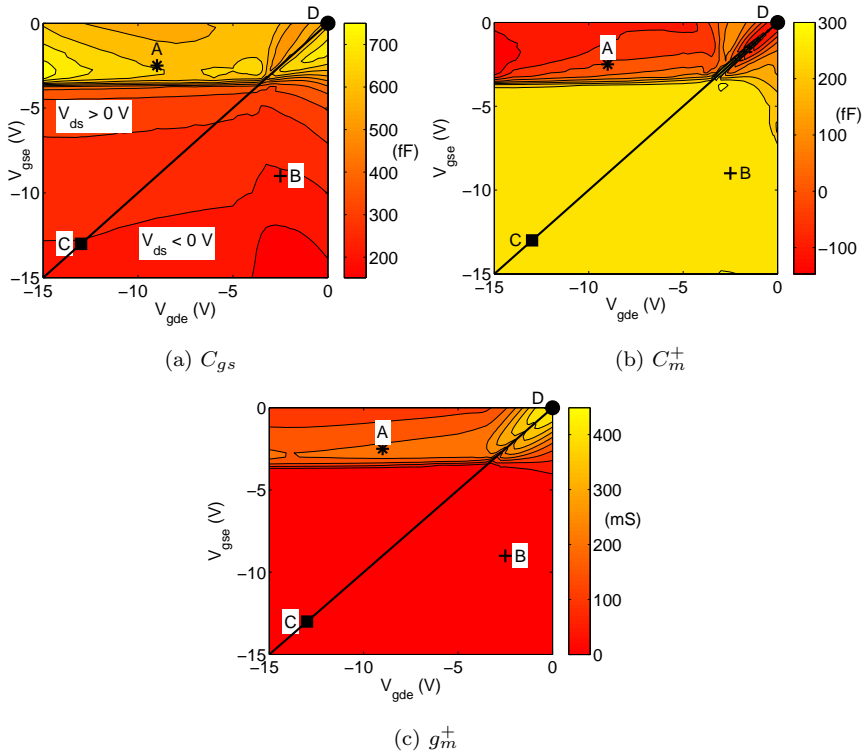 D
0
−5
−10
−15
V_gse (V)
A
V_ds > 0 V
B
C
V_ds < 0 V
−15
−10
−5
0
V_gde (V)
700
600
500
400
300
200
(fF)
(a) C_gs
D
0
−5
−10
−15
V_gse (V)
A
B
C
−15
−10
−5
0
V_gde (V)
300
200
100
0
−100
(fF)
(b) C_m^+
D
0
−5
−10
−15
V_gse (V)
A
B
C
−15
−10
−5
0
V_gde (V)
400
300
200
100
0
(mS)
(c) g_m^+